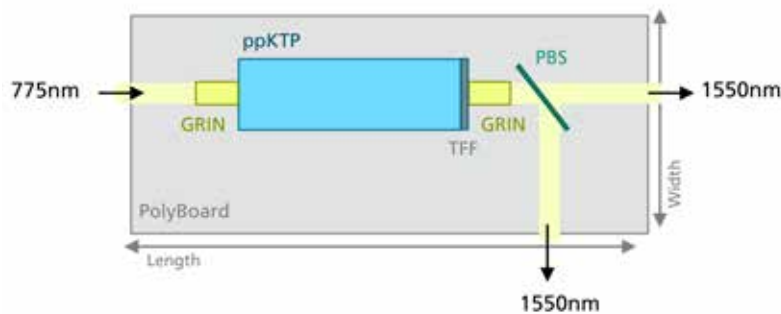 ppKTP
PBS
775nm
1550nm
GRIN
GRIN
TFF
PolyBoard
Width
Length
1550nm